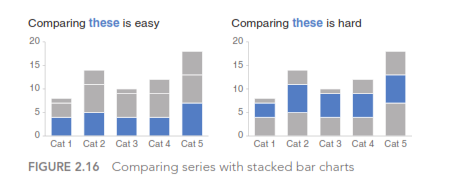 Comparing these is easy
20
15
10
5
0
Cat 1 Cat 2 Cat 3 Cat 4 Cat 5
Comparing these is hard
20
15
10
5
0
Cat 1 Cat 2 Cat 3 Cat 4 Cat 5
FIGURE 2.16 Comparing series with stacked bar charts